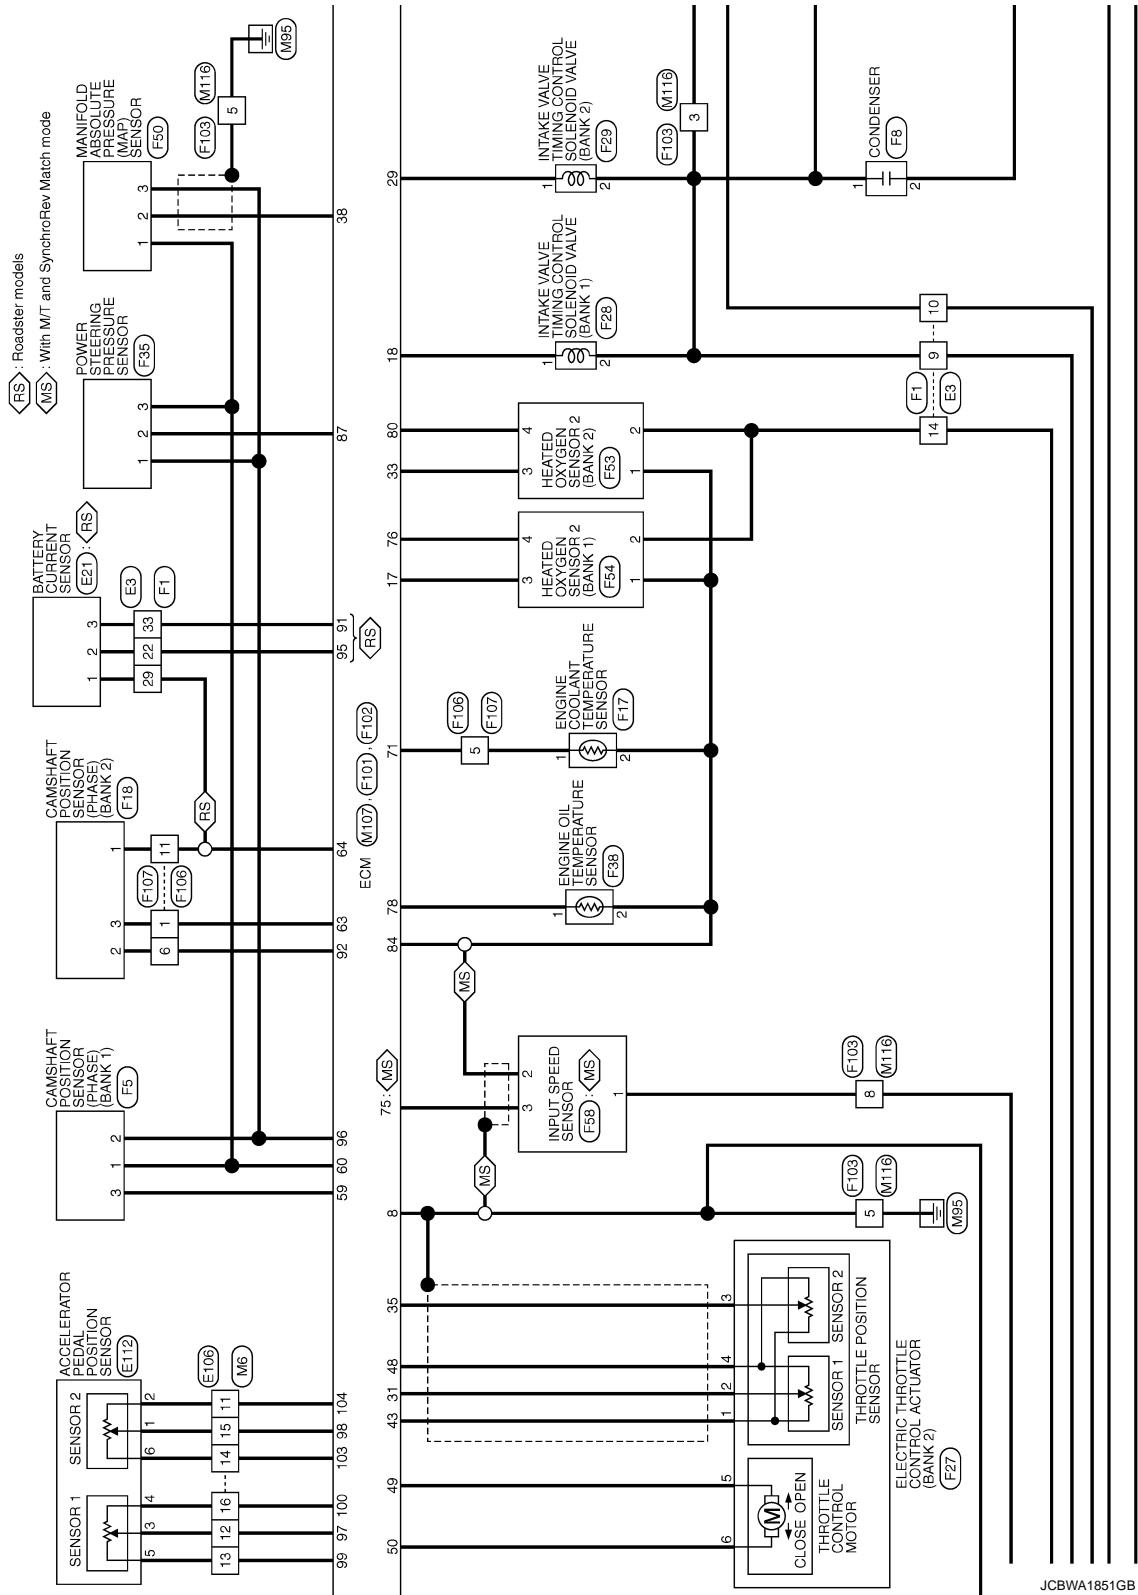 RS : Roadster models
MS : With M/T and SynchroRev Match mode
ACCELERATOR
PEDAL
POSITION
SENSOR
E112
SENSOR 1
SENSOR 2
5 3 4 6 1 2
E106
M6
13 12 16 14 15 11
99 97 100 103 98 104
CAMSHAFT
POSITION
SENSOR
(PHASE)
(BANK 1)
F5
3 1 2
59 60 96
CAMSHAFT
POSITION
SENSOR
(PHASE)
(BANK 2)
F18
2 3 1
F107
F106
6 1 11
RS
92 63 64
BATTERY
CURRENT
SENSOR
E21 : RS
1 2 3
E3
F1
29 22 33
95 91
RS
POWER
STEERING
PRESSURE
SENSOR
F35
1 2 3
87
MANIFOLD
ABSOLUTE
PRESSURE
(MAP)
SENSOR
F50
1 2 3
38
F103
M116
5
M95
ECM M107 , F101 , F102
50 49 43 31 48 35 8 75 : MS 84 78 71 17 76 33 80 18 29
6 5 1 2 4 3
M
CLOSE OPEN
THROTTLE
CONTROL
MOTOR
SENSOR 1
SENSOR 2
THROTTLE POSITION
SENSOR
ELECTRIC THROTTLE
CONTROL ACTUATOR
(BANK 2)
F27
MS
F103
M116
5
M95
MS
3 2
INPUT SPEED
SENSOR
F58 : MS
1
F103
M116
8
1
ENGINE OIL
TEMPERATURE
SENSOR
F38
2
F106
F107
5
1
ENGINE
COOLANT
TEMPERATURE
SENSOR
F17
2
3 4
HEATED
OXYGEN
SENSOR 2
(BANK 1)
F54
1 2
3 4
HEATED
OXYGEN
SENSOR 2
(BANK 2)
F53
1 2
INTAKE VALVE
TIMING CONTROL
SOLENOID VALVE
(BANK 1)
F28
1
2
INTAKE VALVE
TIMING CONTROL
SOLENOID VALVE
(BANK 2)
F29
1
2
F103
M116
3
CONDENSER
F8
1
2
F1
E3
14 9 10
JCBWA1851GB